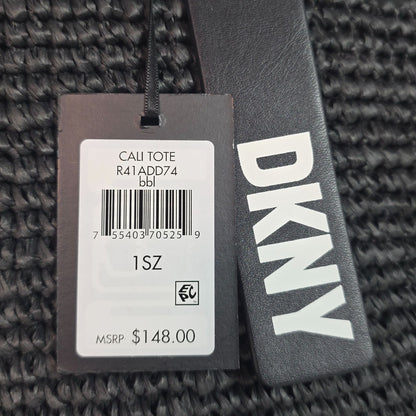 CALI TOTE
R41ADD74
bbl
7 55403 70525 9
1SZ
MSRP $148.00
DKNY